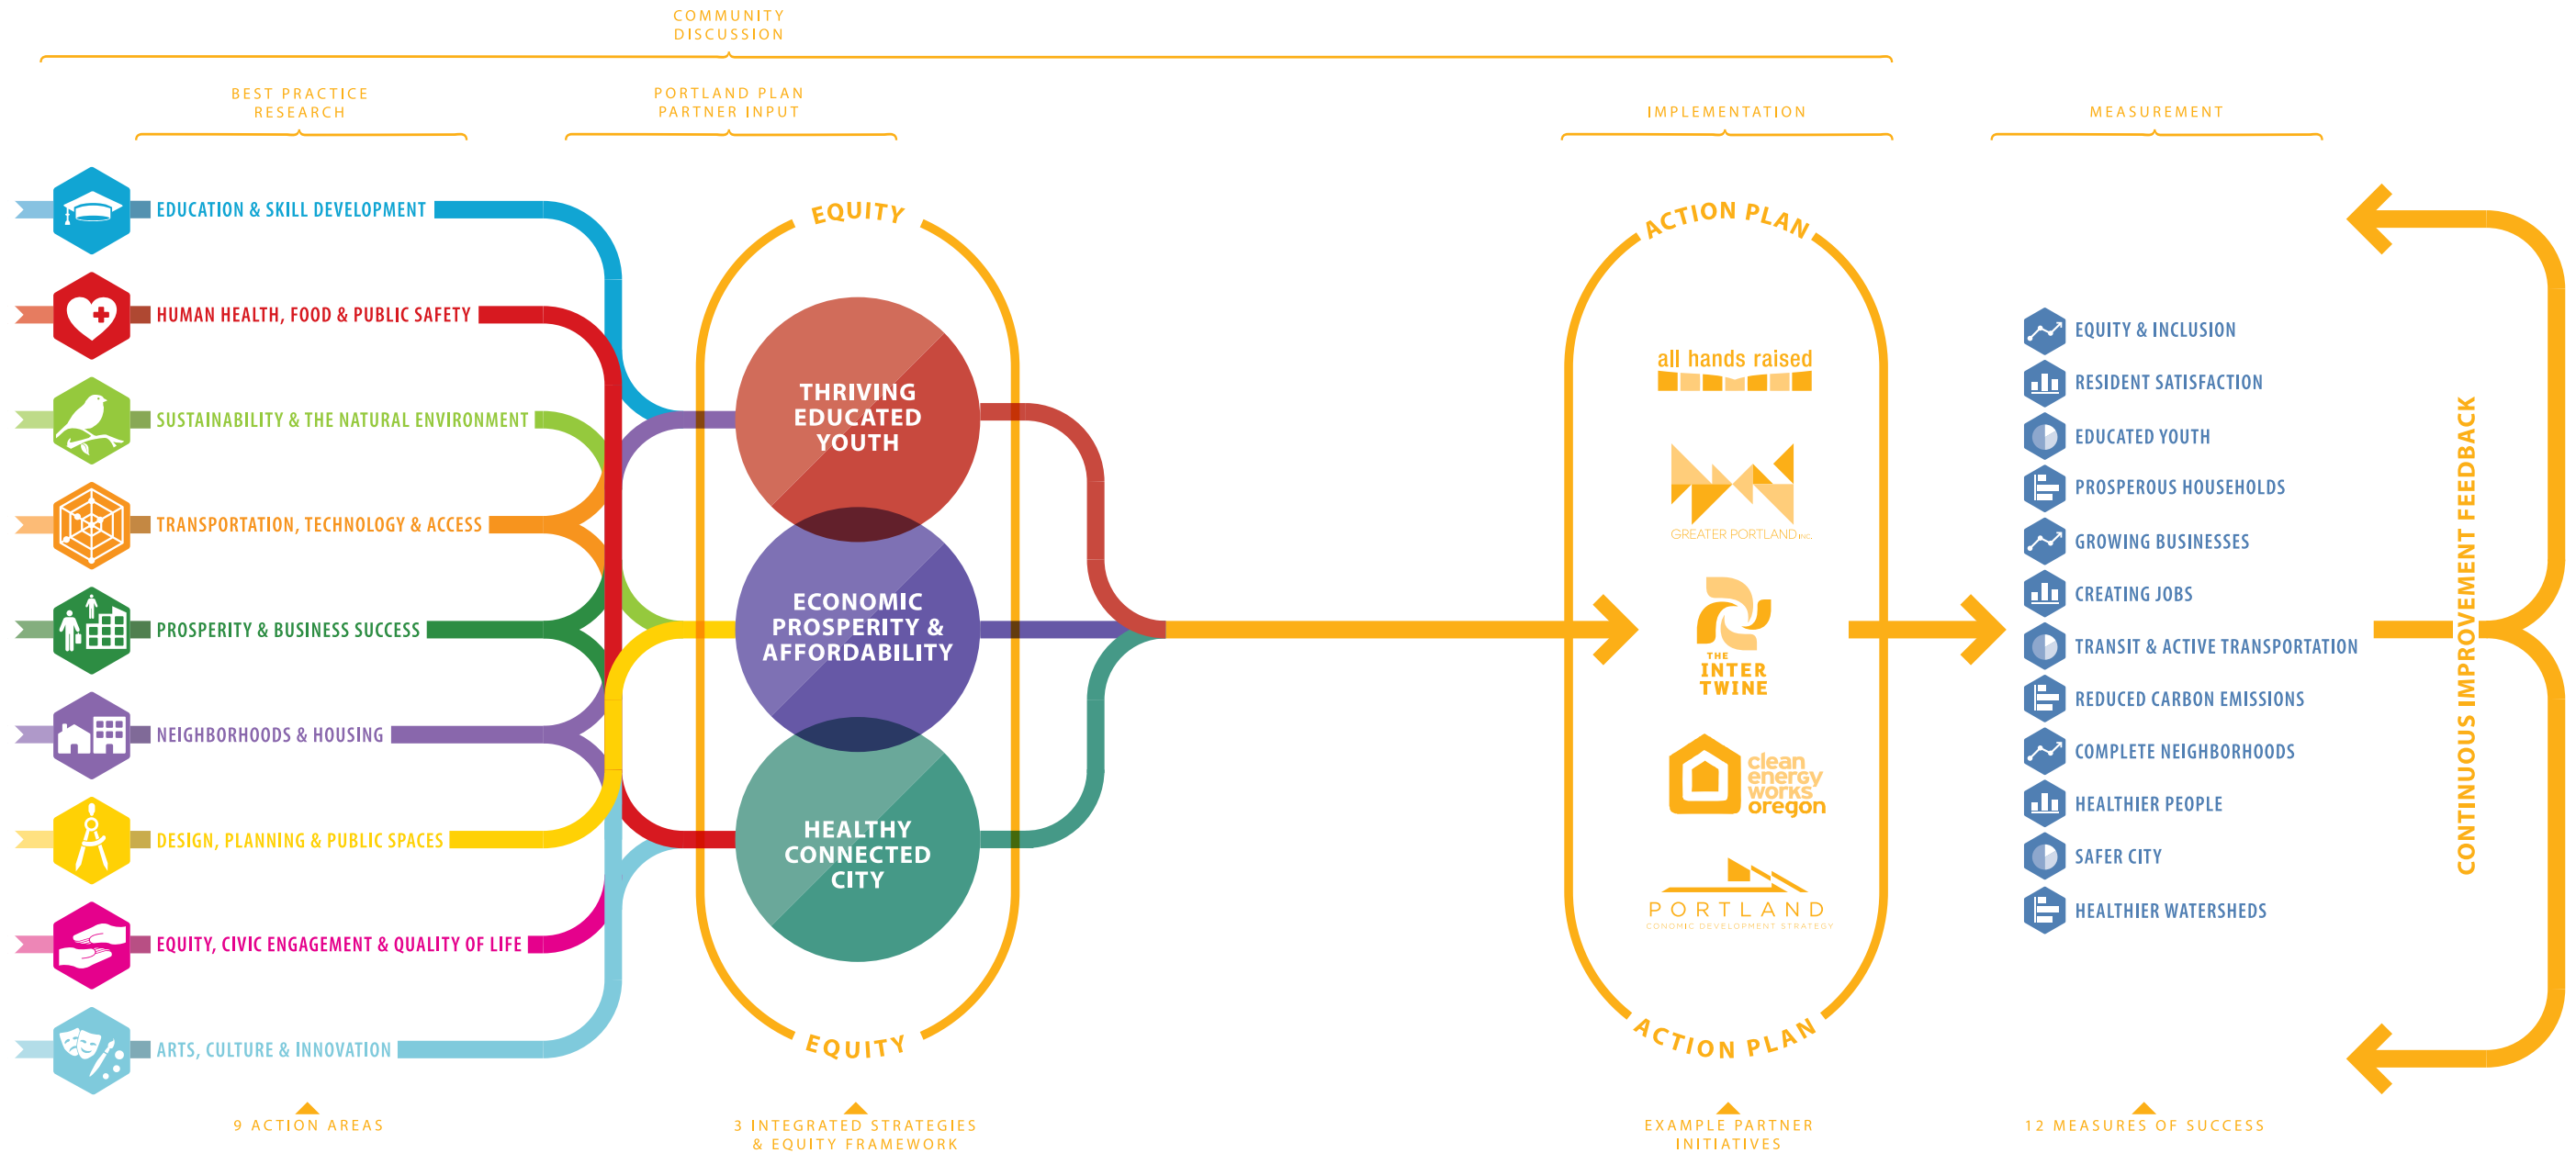 COMMUNITY
DISCUSSION
BEST PRACTICE
RESEARCH
PORTLAND PLAN
PARTNER INPUT
IMPLEMENTATION
MEASUREMENT
EDUCATION & SKILL DEVELOPMENT
HUMAN HEALTH, FOOD & PUBLIC SAFETY
SUSTAINABILITY & THE NATURAL ENVIRONMENT
TRANSPORTATION, TECHNOLOGY & ACCESS
PROSPERITY & BUSINESS SUCCESS
NEIGHBORHOODS & HOUSING
DESIGN, PLANNING & PUBLIC SPACES
EQUITY, CIVIC ENGAGEMENT & QUALITY OF LIFE
ARTS, CULTURE & INNOVATION
9 ACTION AREAS
EQUITY
THRIVING
EDUCATED
YOUTH
ECONOMIC
PROSPERITY &
AFFORDABILITY
HEALTHY
CONNECTED
CITY
EQUITY
3 INTEGRATED STRATEGIES
& EQUITY FRAMEWORK
ACTION PLAN
all hands raised
GREATER PORTLAND INC.
THE
INTER
TWINE
clean
energy
works
oregon
PORTLAND
CONOMIC DEVELOPMENT STRATEGY
ACTION PLAN
EXAMPLE PARTNER
INITIATIVES
EQUITY & INCLUSION
RESIDENT SATISFACTION
EDUCATED YOUTH
PROSPEROUS HOUSEHOLDS
GROWING BUSINESSES
CREATING JOBS
TRANSIT & ACTIVE TRANSPORTATION
REDUCED CARBON EMISSIONS
COMPLETE NEIGHBORHOODS
HEALTHIER PEOPLE
SAFER CITY
HEALTHIER WATERSHEDS
12 MEASURES OF SUCCESS
CONTINUOUS IMPROVEMENT FEEDBACK